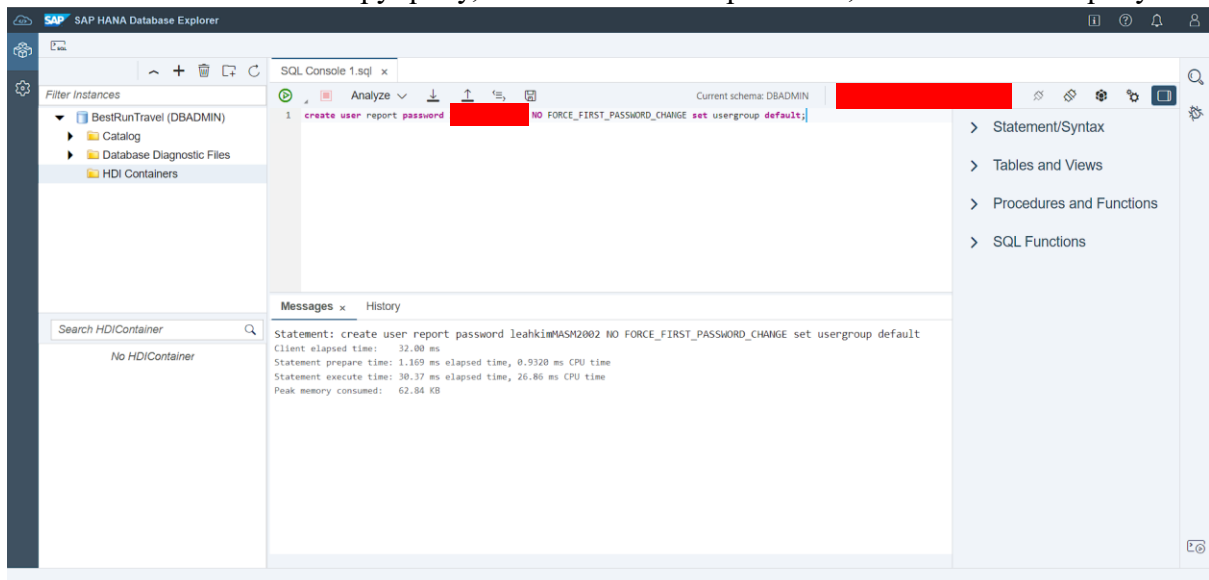 SAP SAP HANA Database Explorer
SQL Console 1.sql ×
Filter Instances
Analyze
Current schema: DBADMIN
BestRunTravel (DBADMIN)
Catalog
Database Diagnostic Files
HDI Containers
1 create user report password NO FORCE_FIRST_PASSWORD_CHANGE set usergroup default;
Statement/Syntax
Tables and Views
Procedures and Functions
SQL Functions
Messages × History
Search HDIContainer
No HDIContainer
Statement: create user report password leahkimMASM2002 NO FORCE_FIRST_PASSWORD_CHANGE set usergroup default
Client elapsed time: 32.00 ms
Statement prepare time: 1.169 ms elapsed time, 0.9320 ms CPU time
Statement execute time: 30.37 ms elapsed time, 26.86 ms CPU time
Peak memory consumed: 62.84 KB